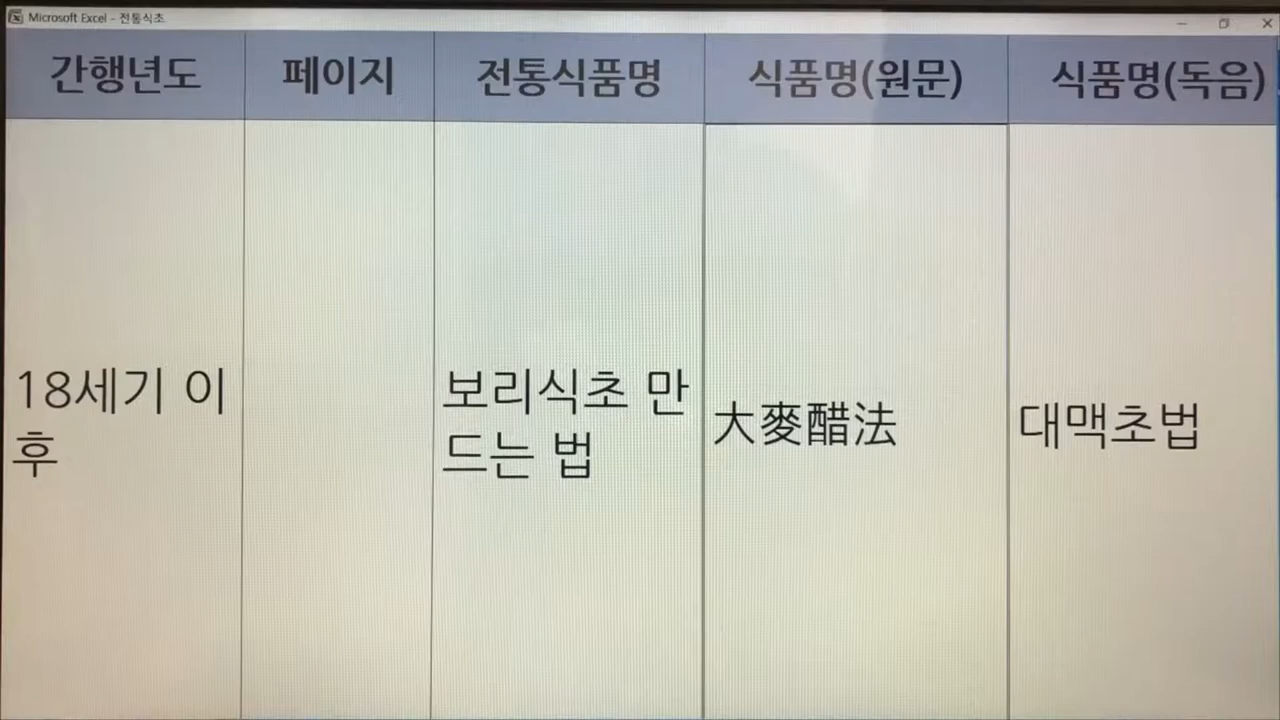 Microsoft Excel - 전통식초
간행년도 페이지 전통식품명 식품명(원문) 식품명(독음)
18세기 이
후
보리식초 만
드는 법
大麥醋法
대맥초법